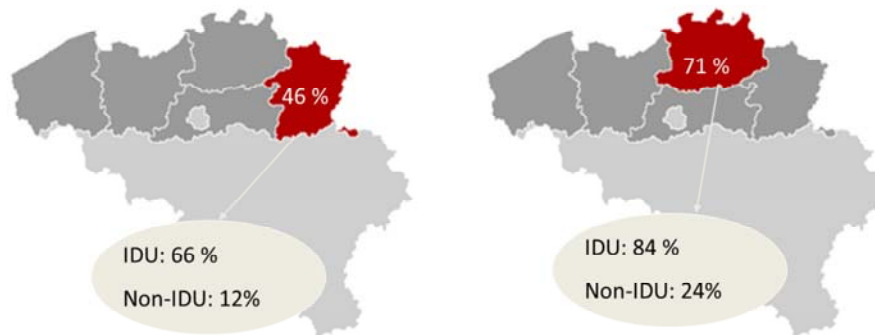 46 %
IDU: 66 %
Non-IDU: 12%
71 %
IDU: 84 %
Non-IDU: 24%